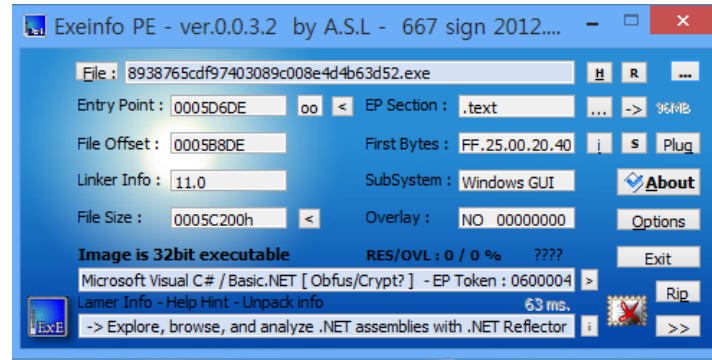 Exeinfo PE - ver.0.0.3.2 by A.S.L - 667 sign 2012....
File : 8938765cdf97403089c008e4d4b63d52.exe H R ...
Entry Point : 0005D6DE oo < EP Section : .text ... -> 96MB
File Offset : 0005B8DE First Bytes : FF.25.00.20.40 i s Plug
Linker Info : 11.0 SubSystem : Windows GUI About
File Size : 0005C200h < Overlay : NO 00000000 Options
Image is 32bit executable RES/OVL : 0 / 0 % ???? Exit
Microsoft Visual C# / Basic.NET [ Obfus/Crypt? ] - EP Token : 0600004 >
Lamer Info - Help Hint - Unpack info 63 ms. Rip
ExE -> Explore, browse, and analyze .NET assemblies with .NET Reflector i >>